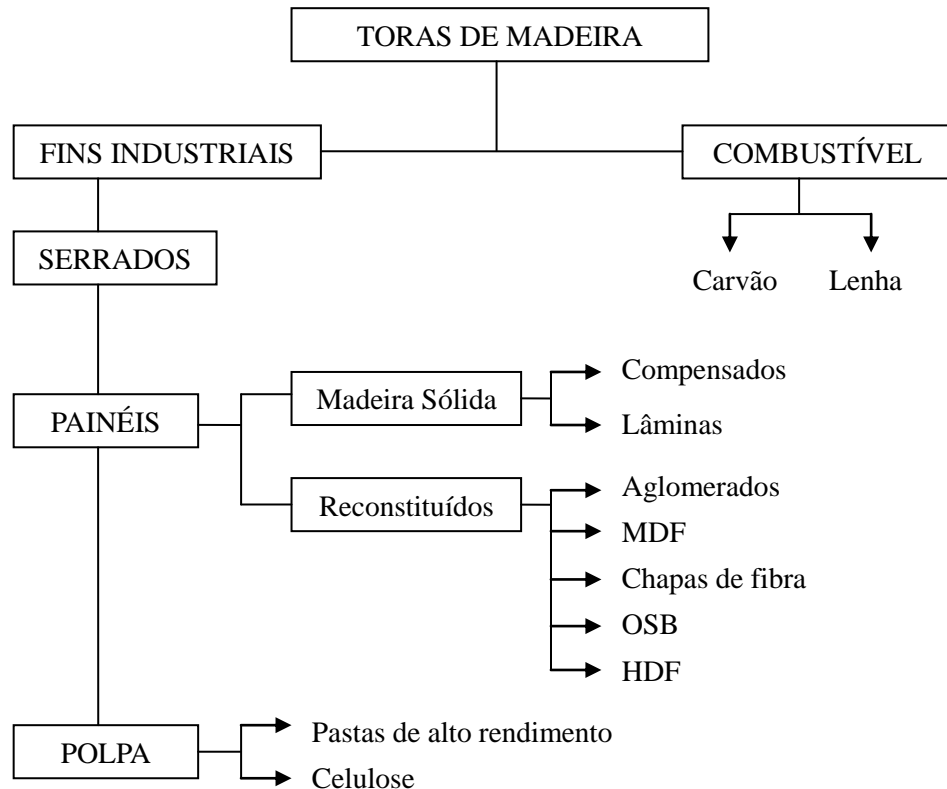 TORAS DE MADEIRA
FINS INDUSTRIAIS
COMBUSTÍVEL
SERRADOS
Carvão
Lenha
PAINÉIS
Madeira Sólida
Compensados
Lâminas
Reconstituídos
Aglomerados
MDF
Chapas de fibra
OSB
HDF
POLPA
Pastas de alto rendimento
Celulose